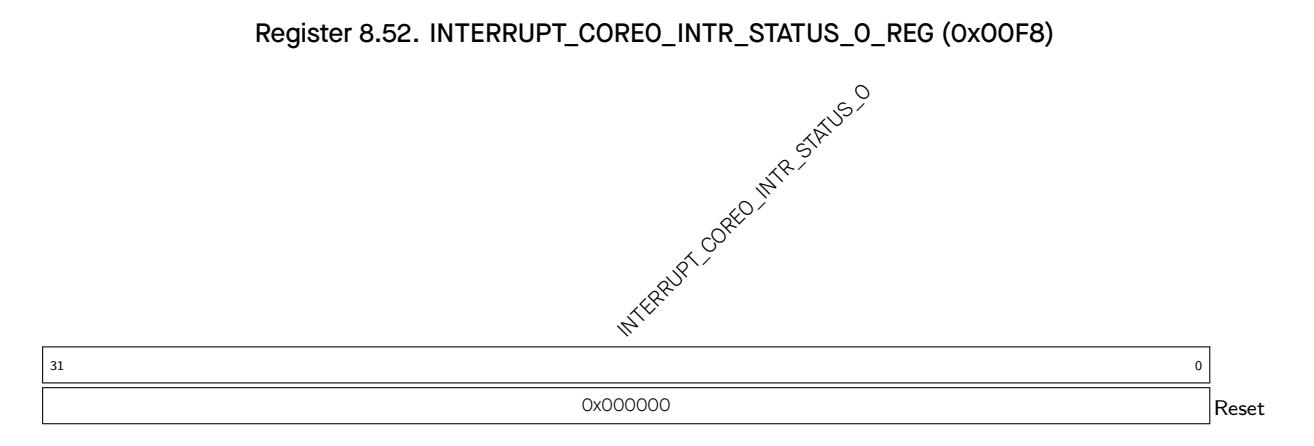 Register 8.52. INTERRUPT_CORE0_INTR_STATUS_0_REG (0x00F8)
INTERRUPT_CORE0_INTR_STATUS_0
31 0
0x000000 Reset